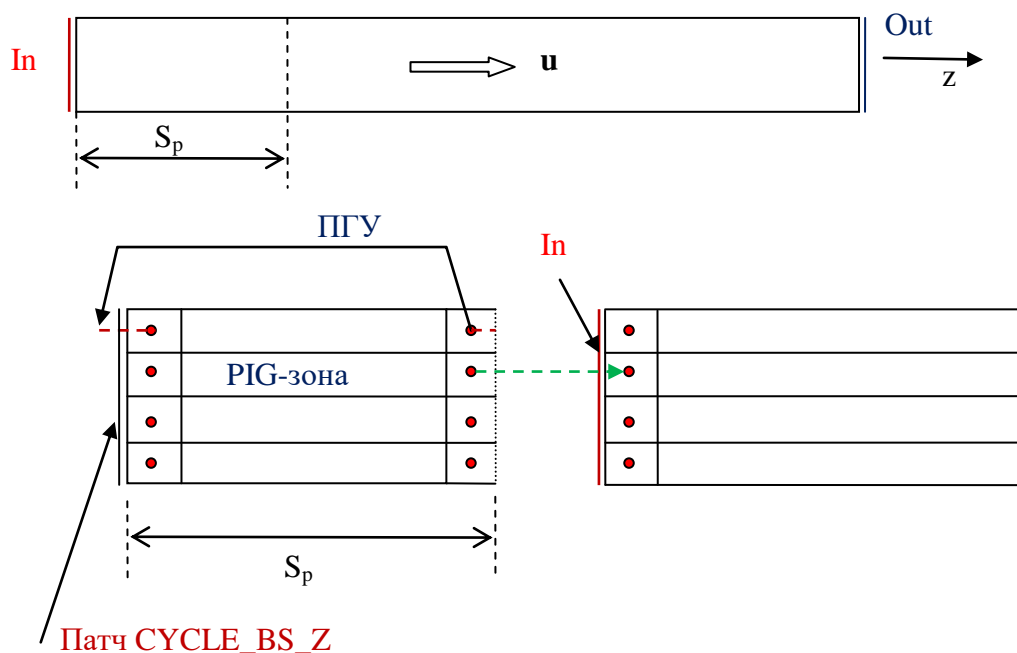 Out
In
u
z
Sp
ПГУ
In
PIG-зона
Sp
Патч CYCLE_BS_Z